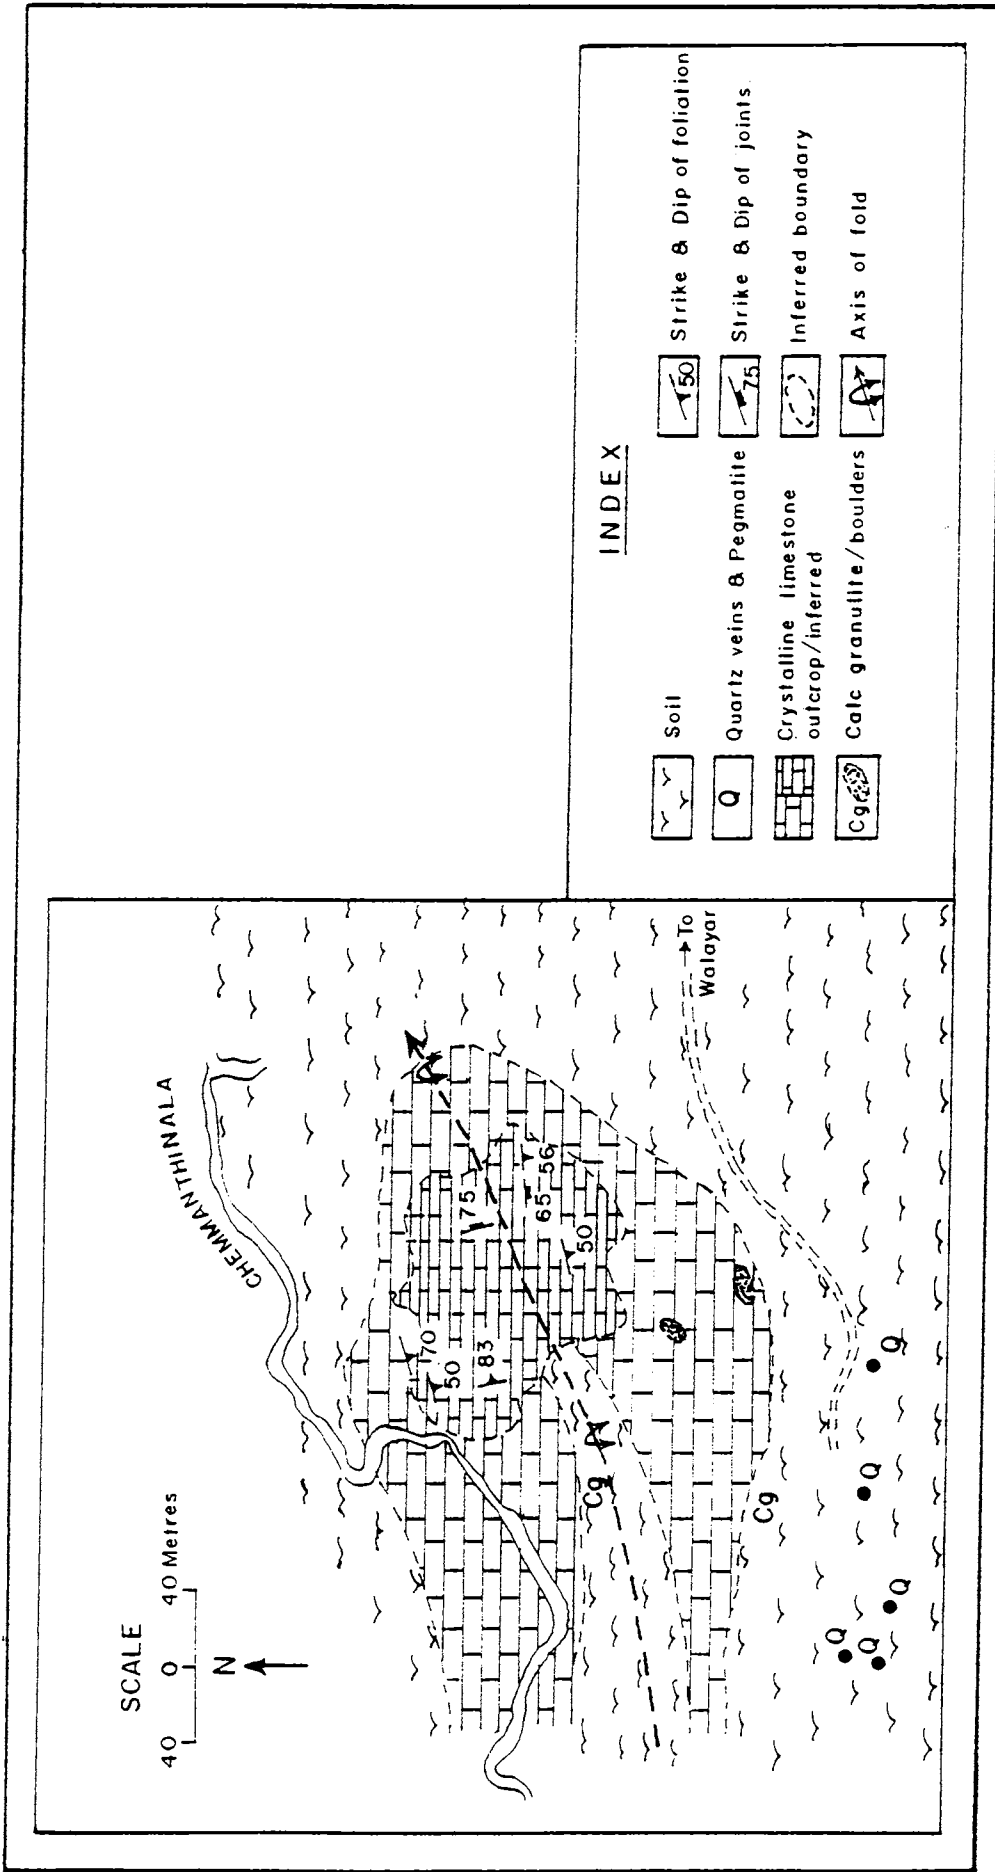 SCALE
40 0 40 Metres
N
CHEMMANTHINALA
70
50
83
75
65 56
50
Cg
Cg
To
Walayar
Q
Q
Q
Q
Q
Q
INDEX
Soil
Q
Quartz veins & Pegmatite
Crystalline limestone
outcrop/inferred
Cg
Calc granulite/boulders
50
Strike & Dip of foliation
75
Strike & Dip of joints
Inferred boundary
Axis of fold